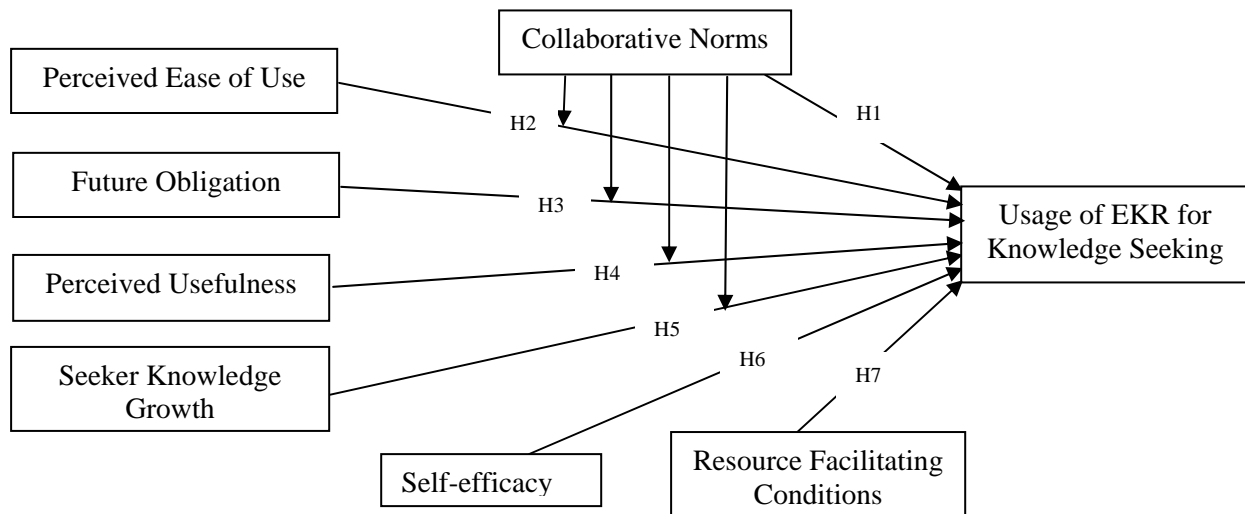 Collaborative Norms
Perceived Ease of Use
H1
H2
Future Obligation
H3
Usage of EKR for
Knowledge Seeking
Perceived Usefulness
H4
H5
Seeker Knowledge
Growth
H6
H7
Self-efficacy
Resource Facilitating
Conditions